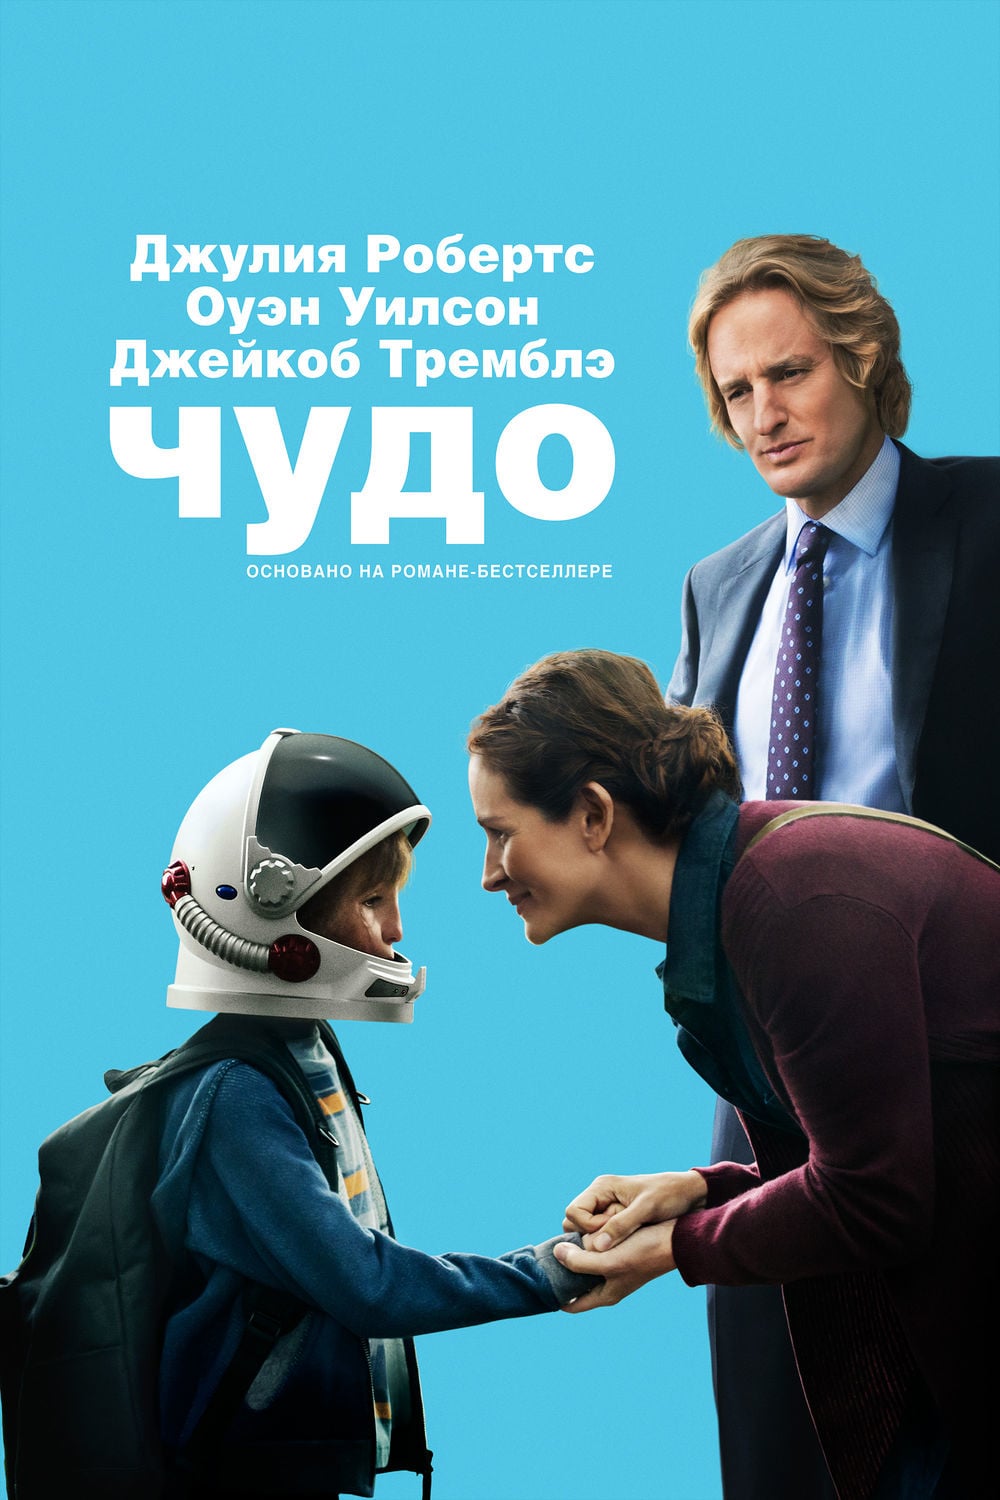 Джулия Робертс
Оуэн Уилсон
Джейкоб Тремблэ
чудо
ОСНОВАНО НА РОМАНЕ-БЕСТСЕЛЛЕРЕ